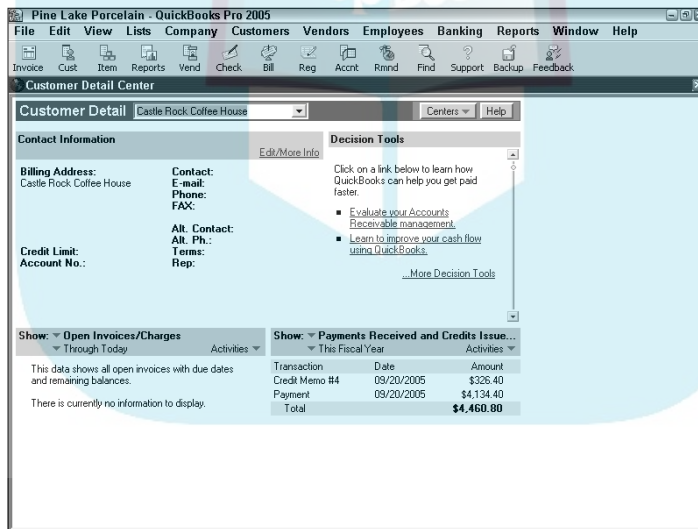 Pine Lake Porcelain - QuickBooks Pro 2005
File Edit View Lists Company Customers Vendors Employees Banking Reports Window Help
Invoice Cust Item Reports Vend Check Bill Reg Accnt Rmnd Find Support Backup Feedback
Customer Detail Center
Customer Detail Castle Rock Coffee House Centers Help
Contact Information
Edit/More Info
Billing Address:
Castle Rock Coffee House
Contact:
E-mail:
Phone:
FAX:
Alt. Contact:
Alt. Ph.:
Credit Limit: Terms:
Account No.: Rep:
Decision Tools
Click on a link below to learn how
QuickBooks can help you get paid
faster.
Evaluate your Accounts
Receivable management.
Learn to improve your cash flow
using QuickBooks.
...More Decision Tools
Show: Open Invoices/Charges
Through Today Activities
This data shows all open invoices with due dates
and remaining balances.
There is currently no information to display.
Show: Payments Received and Credits Issue...
This Fiscal Year Activities
Transaction Date Amount
Credit Memo #4 09/20/2005 $326.40
Payment 09/20/2005 $4,134.40
Total $4,460.80